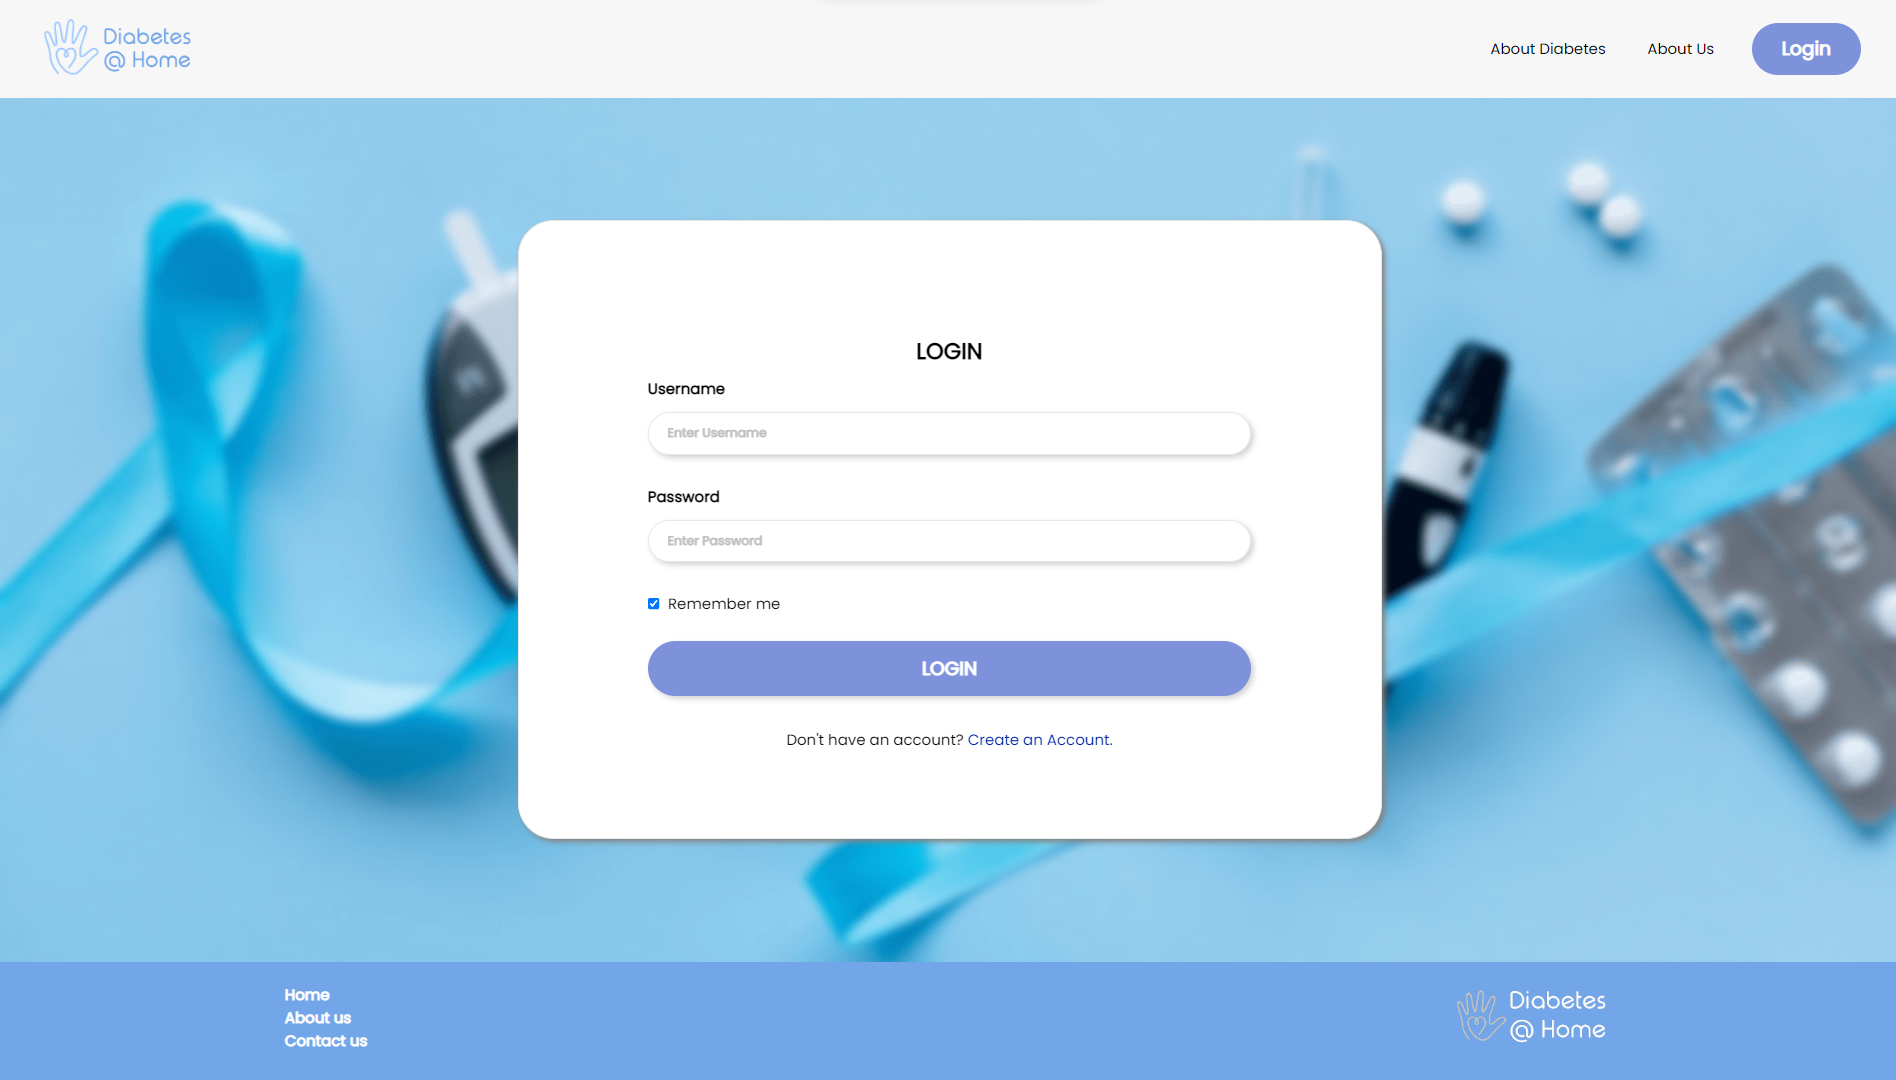 Diabetes
@ Home
About Diabetes
About Us
Login
LOGIN
Username
Enter Username
Password
Enter Password
Remember me
LOGIN
Don't have an account? Create an Account.
Home
About us
Contact us
Diabetes
@ Home